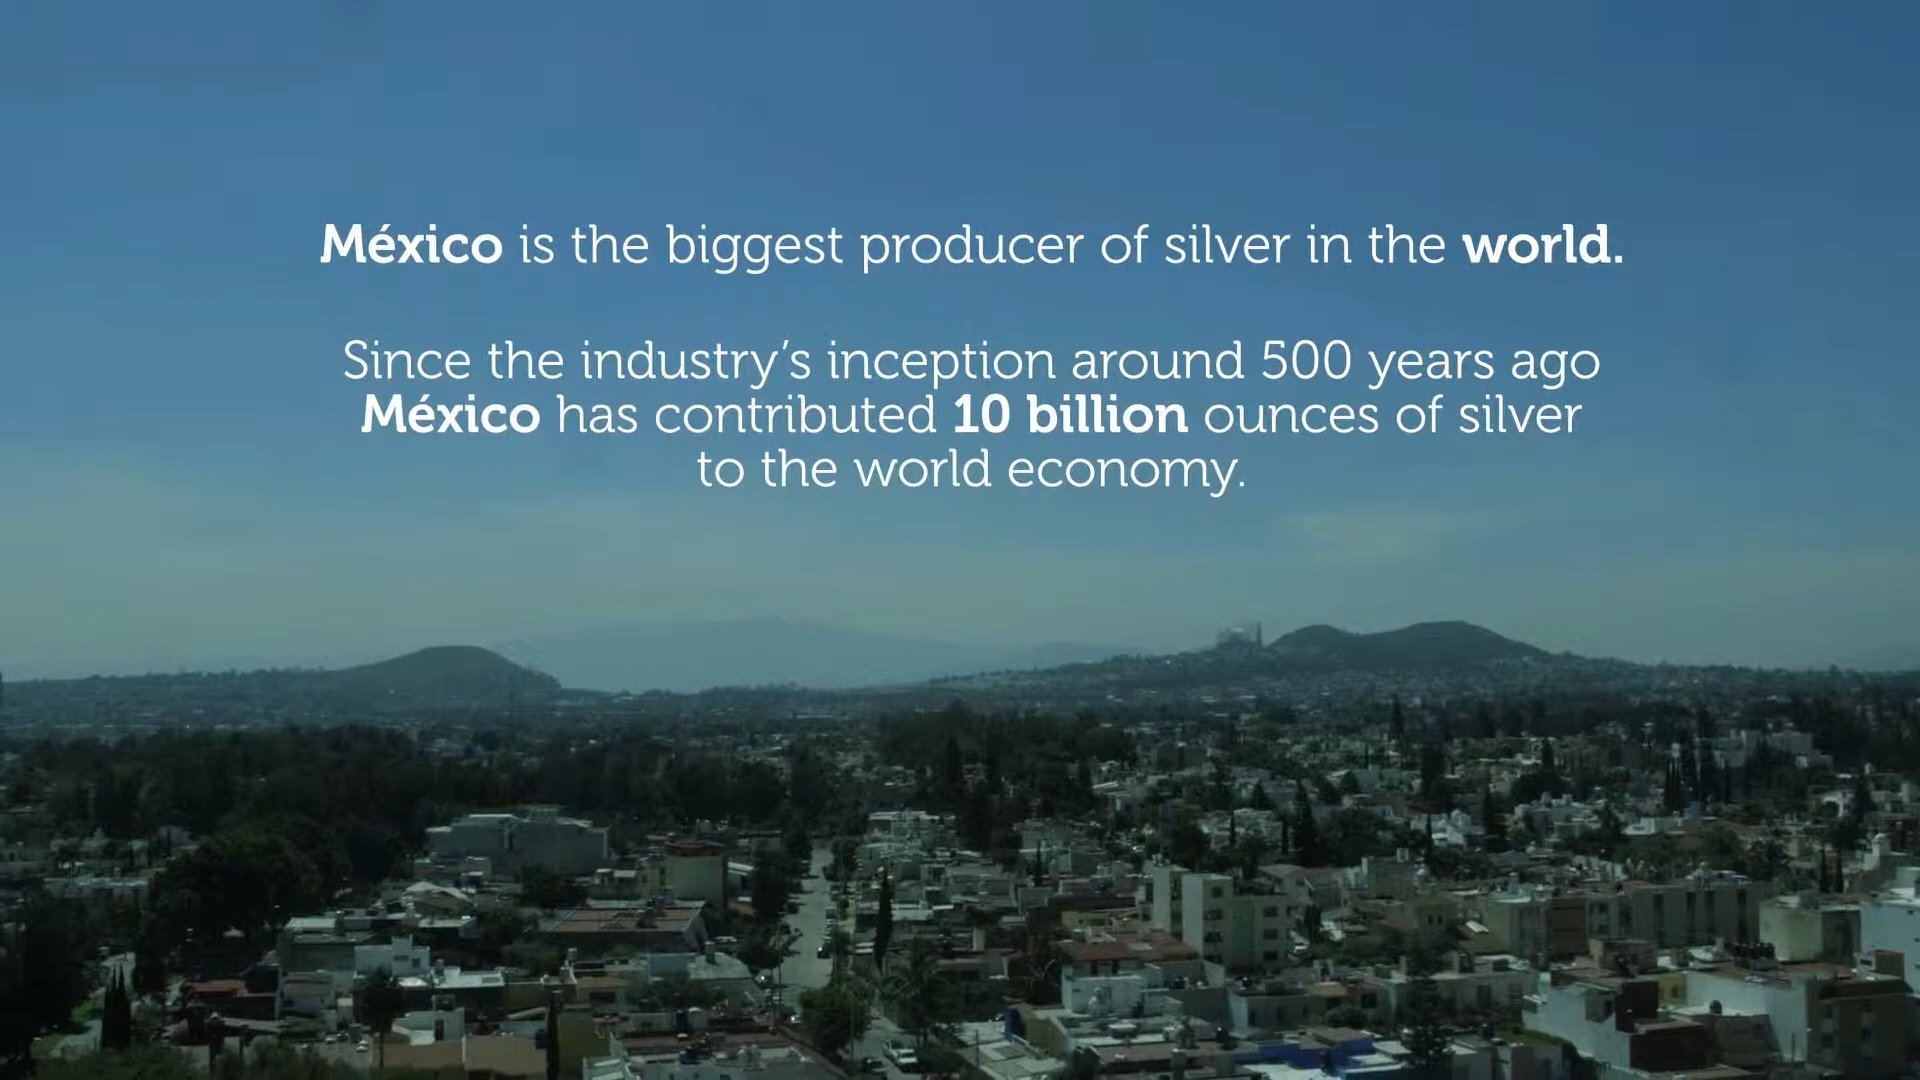 México is the biggest producer of silver in the world.
Since the industry’s inception around 500 years ago
México has contributed 10 billion ounces of silver
to the world economy.